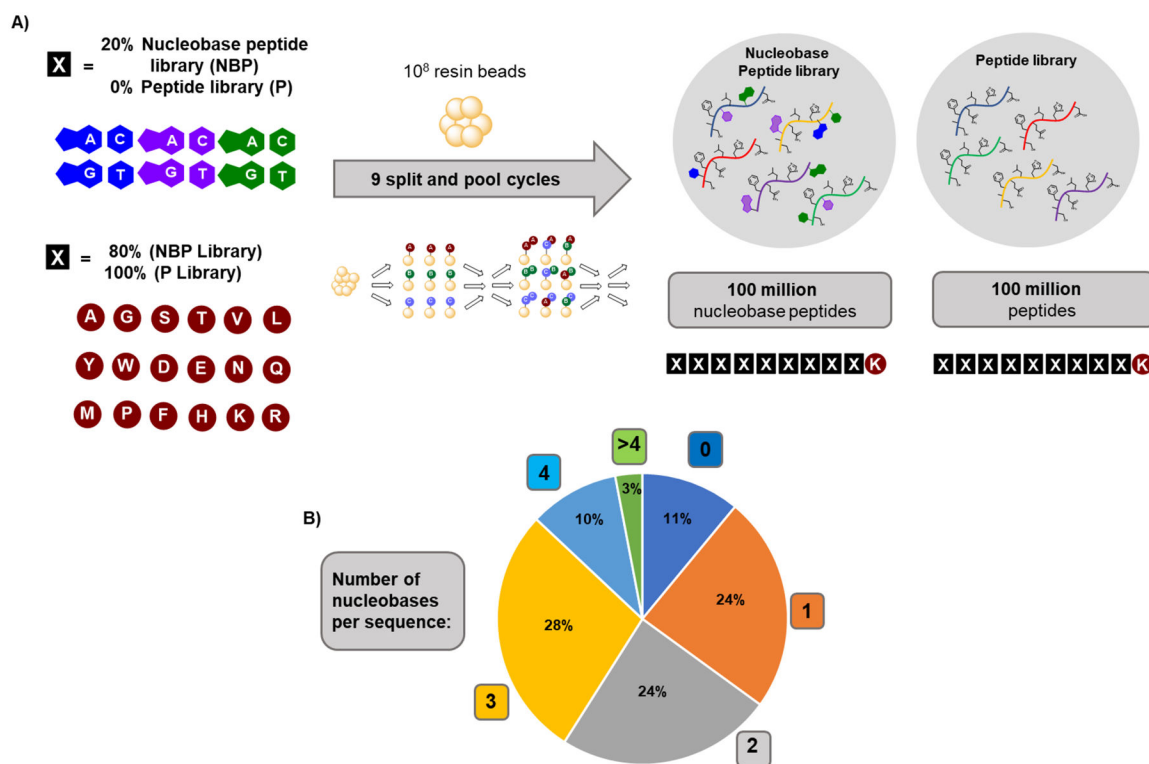 A)
X = 20% Nucleobase peptide
library (NBP)
0% Peptide library (P)
A C A C A C
G T G T G T
X = 80% (NBP Library)
100% (P Library)
A G S T V L
Y W D E N Q
M P F H K R
10⁸ resin beads
9 split and pool cycles
Nucleobase
Peptide library
Peptide library
100 million
nucleobase peptides
100 million
peptides
X X X X X X X X X K
X X X X X X X X X K
B)
Number of
nucleobases
per sequence:
0
11%
1
24%
2
24%
3
28%
4
10%
>4
3%